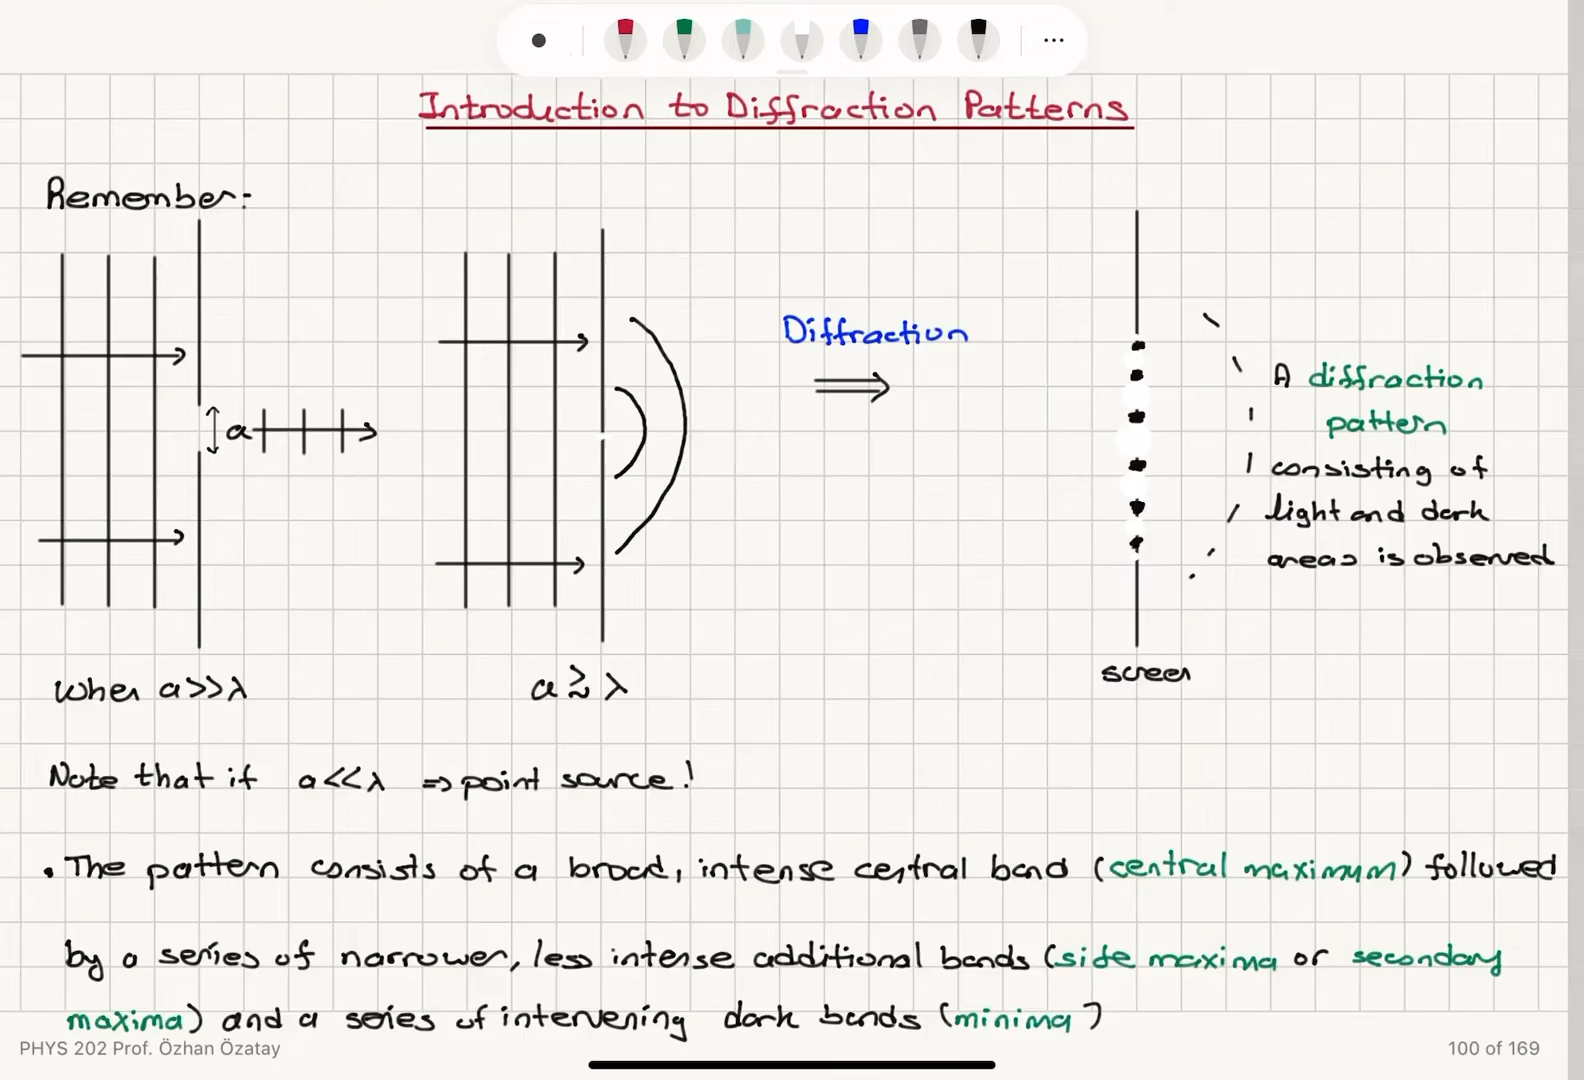 Introduction to Diffraction Patterns
Remember:
a
Diffraction
A diffraction
pattern
consisting of
light and dark
areas is observed
screen
when a>>λ
a ≳ λ
Note that if a<<λ => point source!
• The pattern consists of a broad, intense central band (central maximum) followed
by a series of narrower, less intense additional bands (side maxima or secondary
maxima) and a series of intervening dark bands (minima)
PHYS 202 Prof. Özhan Özatay
100 of 169